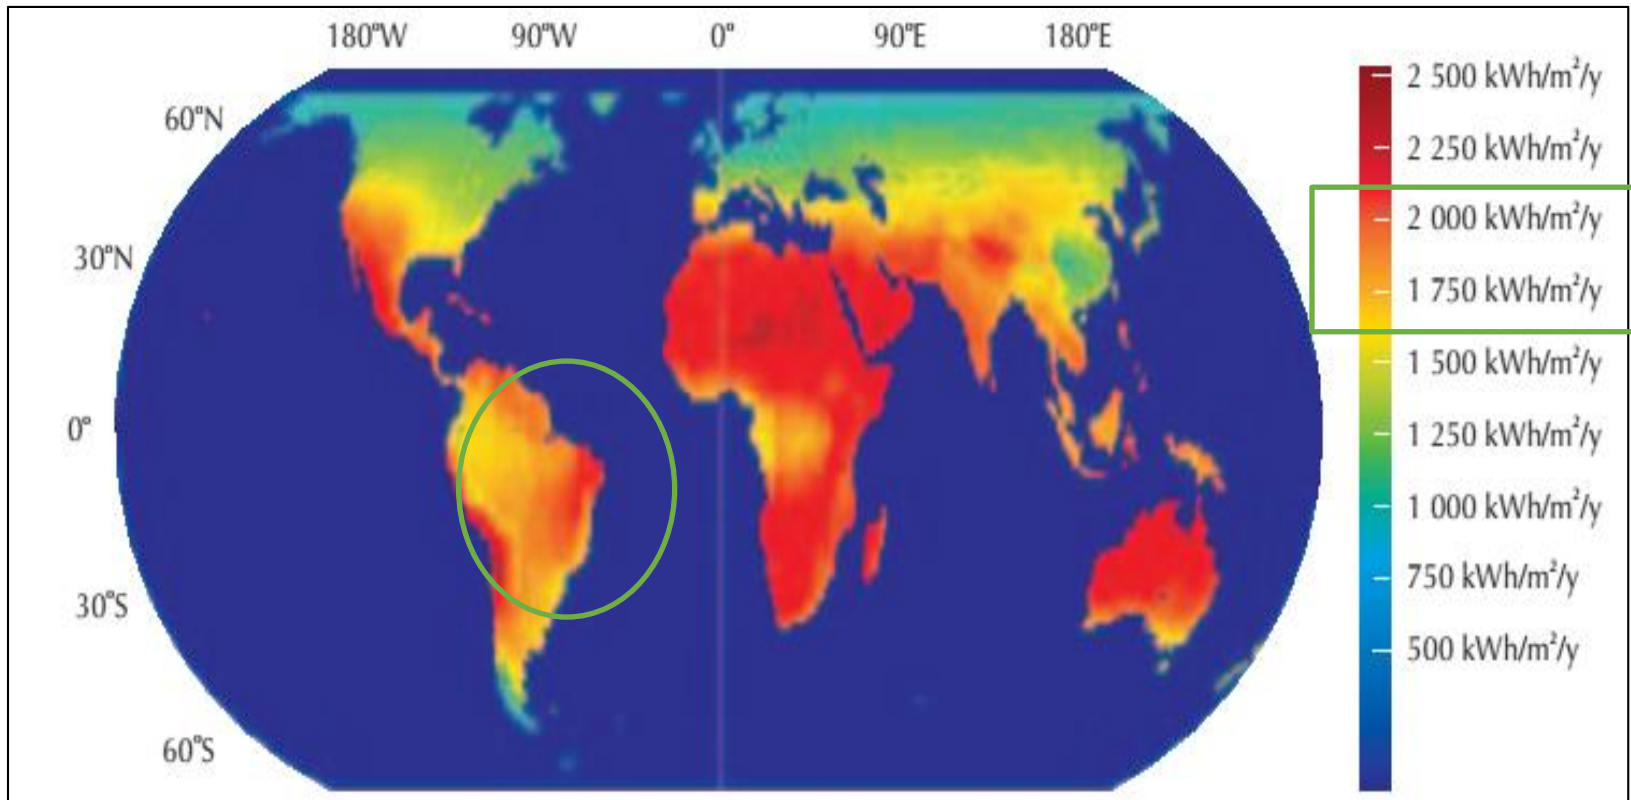 180°W 90°W 0° 90°E 180°E
60°N
30°N
0°
30°S
60°S
2 500 kWh/m²/y
2 250 kWh/m²/y
2 000 kWh/m²/y
1 750 kWh/m²/y
1 500 kWh/m²/y
1 250 kWh/m²/y
1 000 kWh/m²/y
750 kWh/m²/y
500 kWh/m²/y